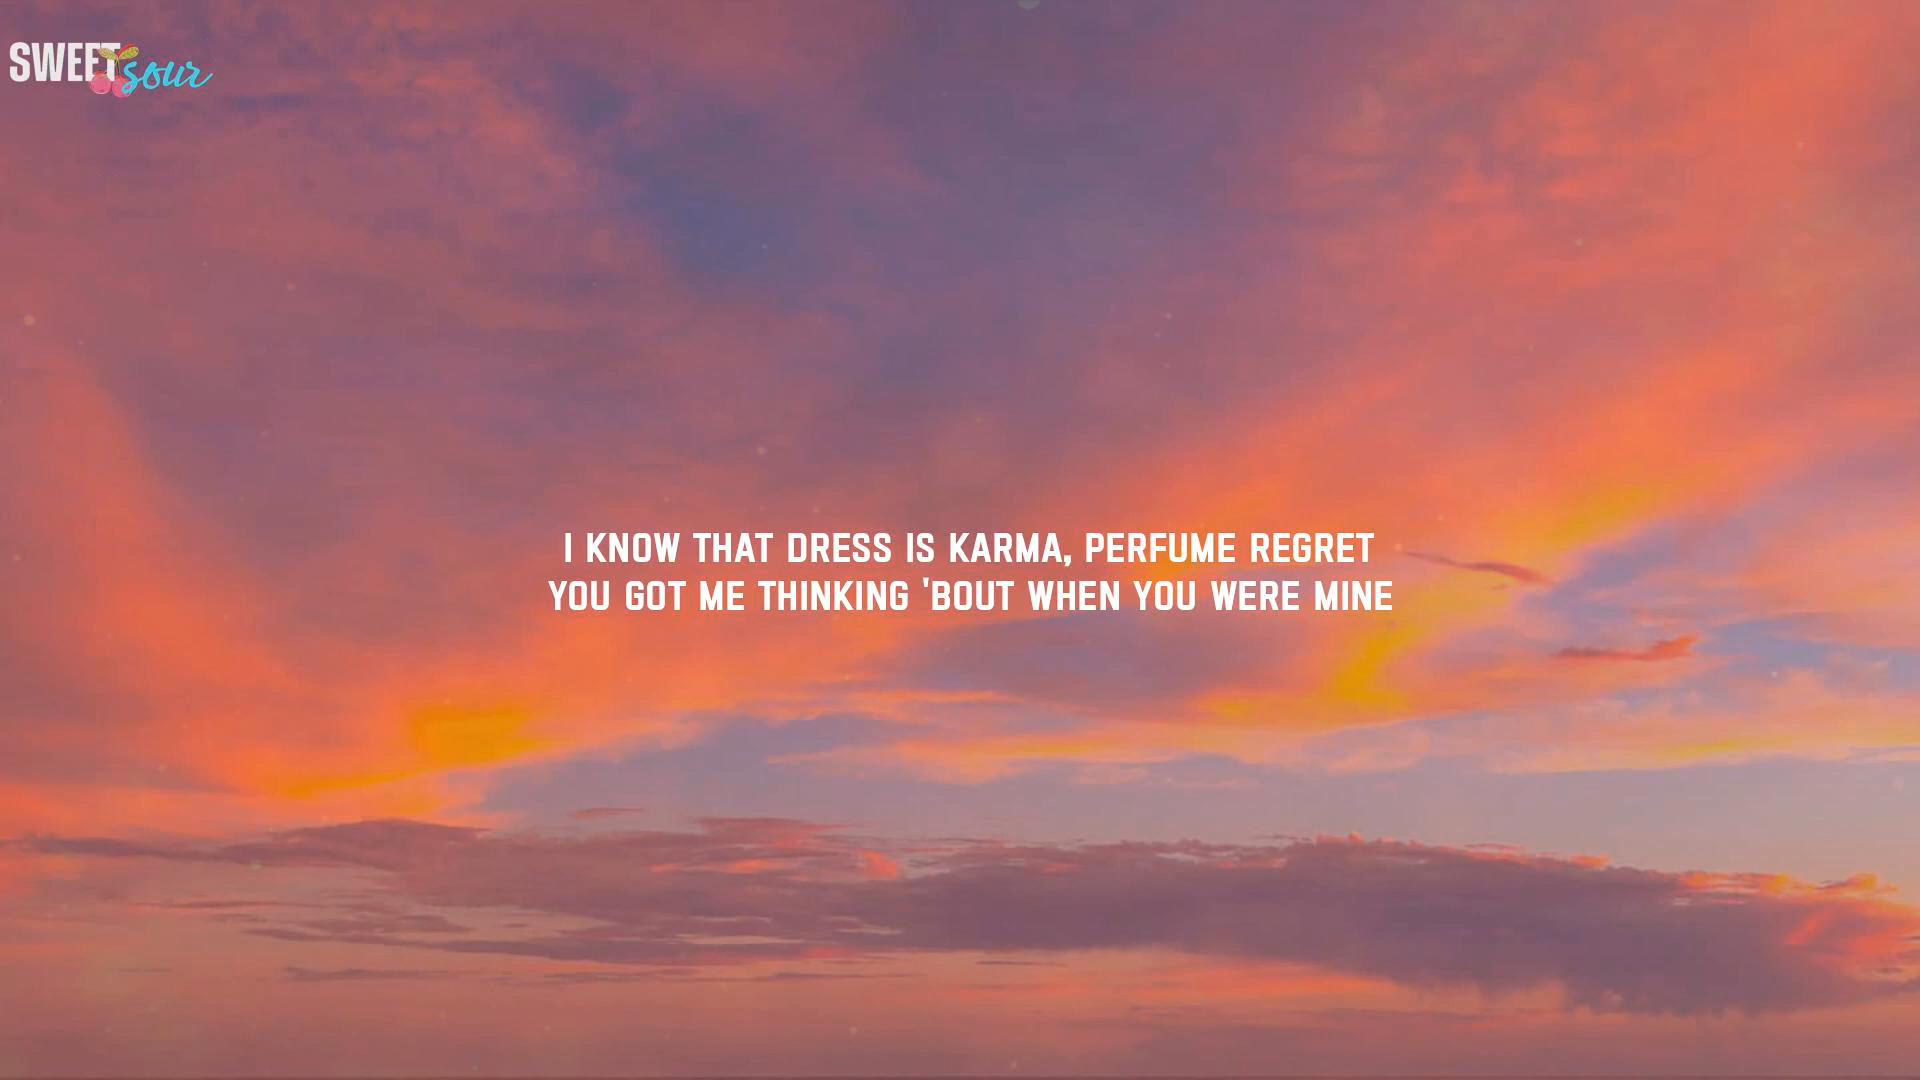 SWEET sour
I KNOW THAT DRESS IS KARMA, PERFUME REGRET
YOU GOT ME THINKING 'BOUT WHEN YOU WERE MINE